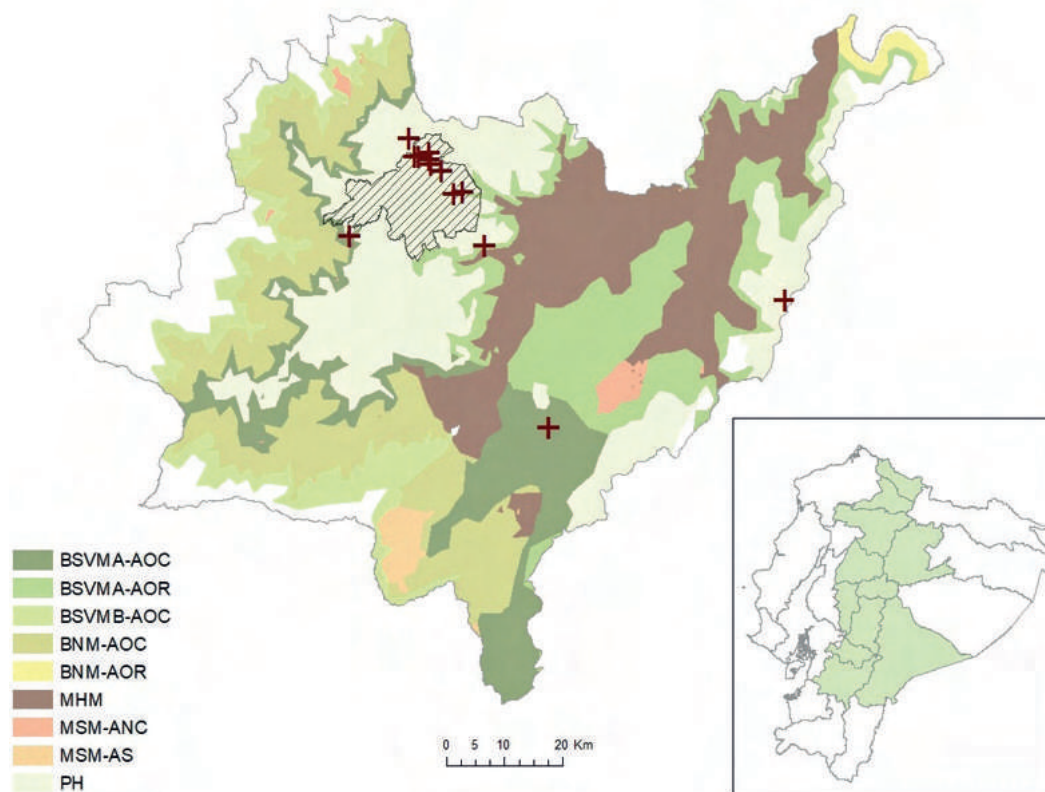 BSVMA-AOC
BSVMA-AOR
BSVMB-AOC
BNM-AOC
BNM-AOR
MHM
MSM-ANC
MSM-AS
PH
0 5 10 20 Km